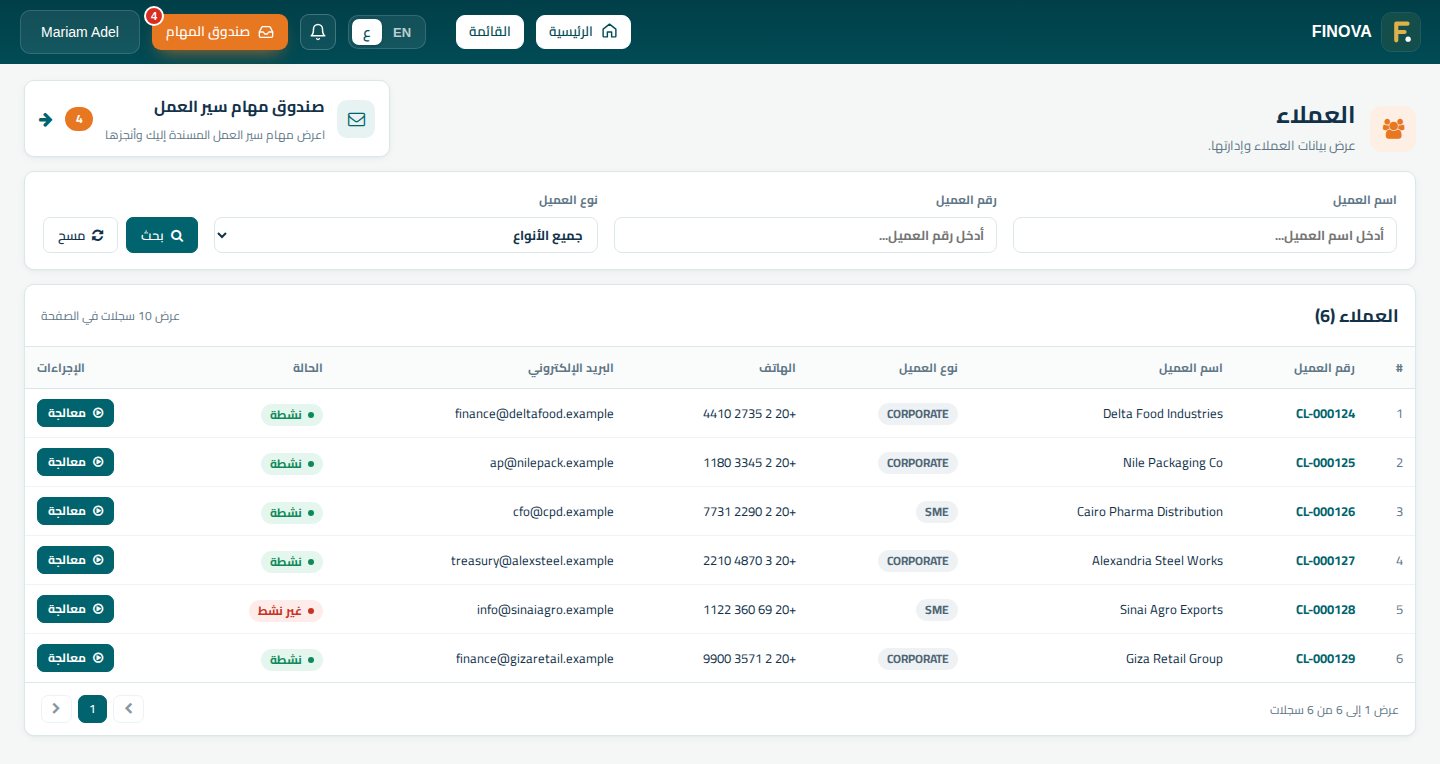 FINOVA
الرئيسية
القائمة
EN
ع
صندوق المهام
4
Mariam Adel
العملاء
عرض بيانات العملاء وإدارتها.
صندوق مهام سير العمل
اعرض مهام سير العمل المسندة إليك وأنجزها
4
اسم العميل
رقم العميل
نوع العميل
أدخل اسم العميل...
أدخل رقم العميل...
جميع الأنواع
بحث
مسح
العملاء (6)
عرض 10 سجلات في الصفحة
# رقم العميل اسم العميل نوع العميل الهاتف البريد الإلكتروني الحالة الإجراءات
1 CL-000124 Delta Food Industries CORPORATE 4410 2735 2 20+ finance@deltafood.example نشطة معالجة
2 CL-000125 Nile Packaging Co CORPORATE 1180 3345 2 20+ ap@nilepack.example نشطة معالجة
3 CL-000126 Cairo Pharma Distribution SME 7731 2290 2 20+ cfo@cpd.example نشطة معالجة
4 CL-000127 Alexandria Steel Works CORPORATE 2210 4870 3 20+ treasury@alexsteel.example نشطة معالجة
5 CL-000128 Sinai Agro Exports SME 1122 360 69 20+ info@sinaiagro.example غير نشط معالجة
6 CL-000129 Giza Retail Group CORPORATE 9900 3571 2 20+ finance@gizaretail.example نشطة معالجة
عرض 1 إلى 6 من 6 سجلات
1